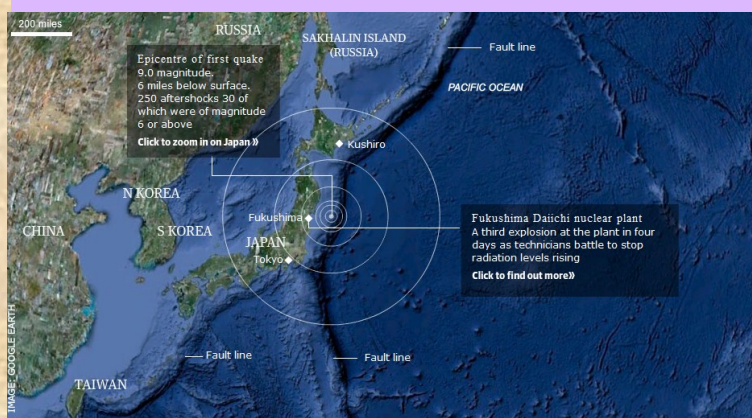 200 miles
RUSSIA
SAKHALIN ISLAND
(RUSSIA)
Fault line
Epicentre of first quake
9.0 magnitude.
6 miles below surface.
250 aftershocks 30 of
which were of magnitude
6 or above
Click to zoom in on Japan »
PACIFIC OCEAN
Kushiro
N KOREA
CHINA
S KOREA
Fukushima
JAPAN
Tokyo
Fukushima Daiichi nuclear plant
A third explosion at the plant in four
days as technicians battle to stop
radiation levels rising
Click to find out more»
Fault line
Fault line
TAIWAN
IMAGE: GOOGLE EARTH